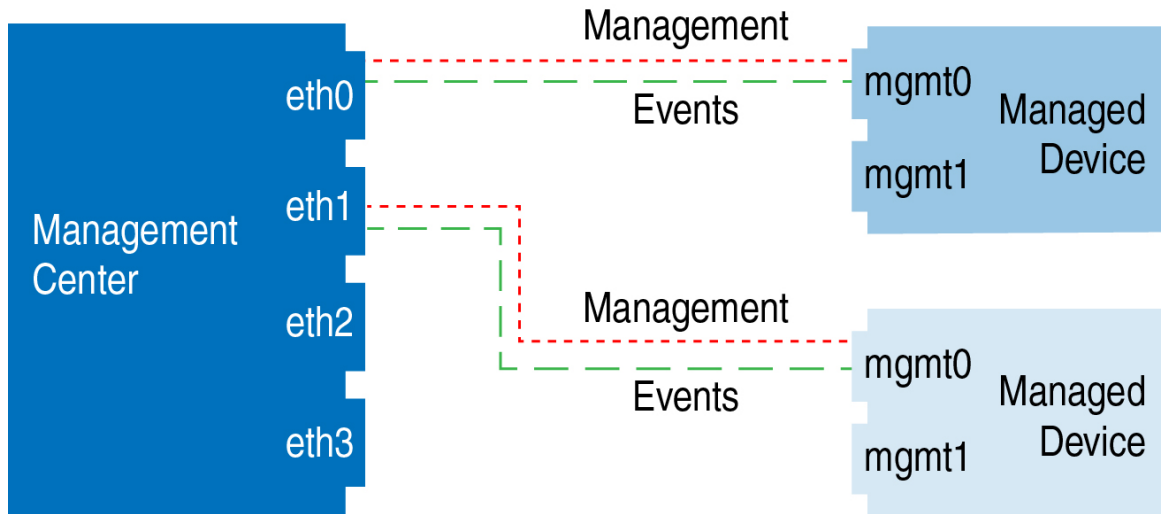 Management
Center
eth0
eth1
eth2
eth3
Management
Events
Management
Events
mgmt0
mgmt1
Managed
Device
mgmt0
mgmt1
Managed
Device